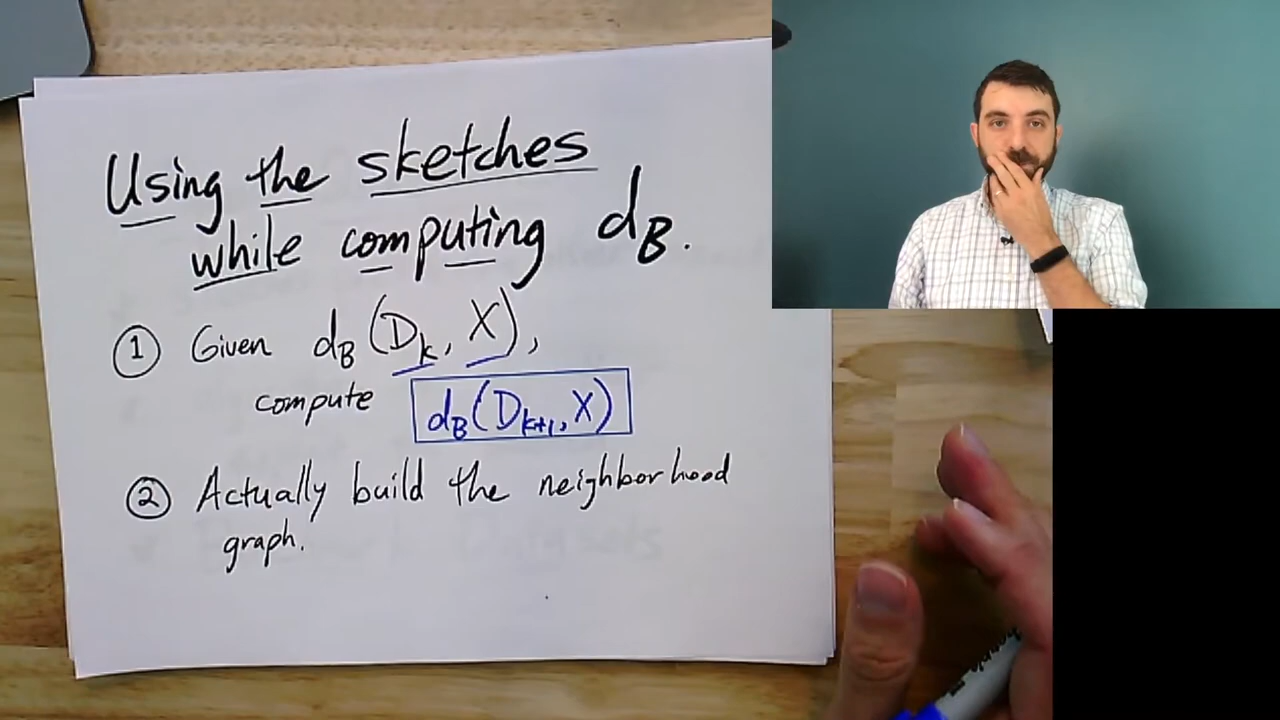 Using the sketches
while computing d_B.
① Given d_B(D_k, X),
compute d_B(D_{k+1}, X)
② Actually build the neighborhood
graph.